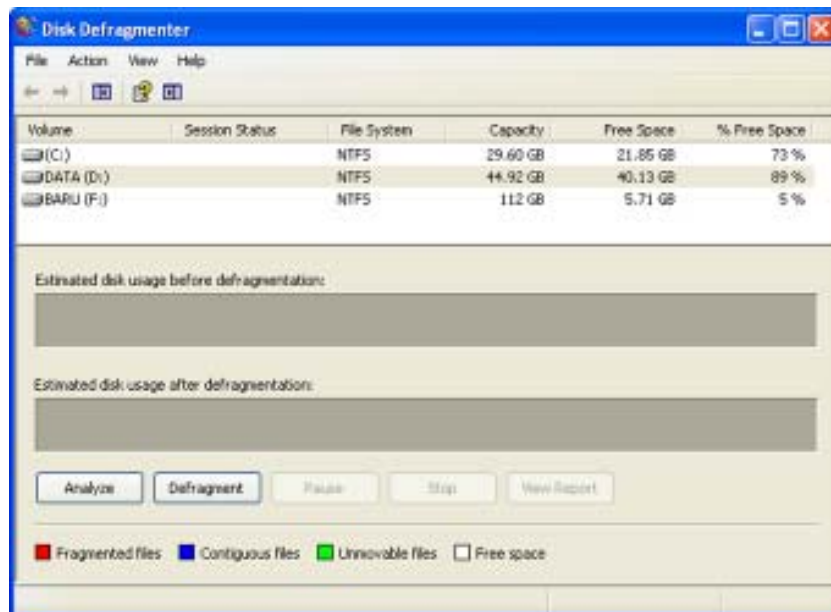 Disk Defragmenter
File Action View Help
Volume Session Status File System Capacity Free Space % Free Space
(C:) NTFS 29.60 GB 21.85 GB 73 %
DATA (D:) NTFS 44.92 GB 40.13 GB 89 %
BARU (F:) NTFS 112 GB 5.71 GB 5 %
Estimated disk usage before defragmentation:
Estimated disk usage after defragmentation:
Analyze Defragment Pause Stop View Report
Fragmented files Contiguous files Unmovable files Free space